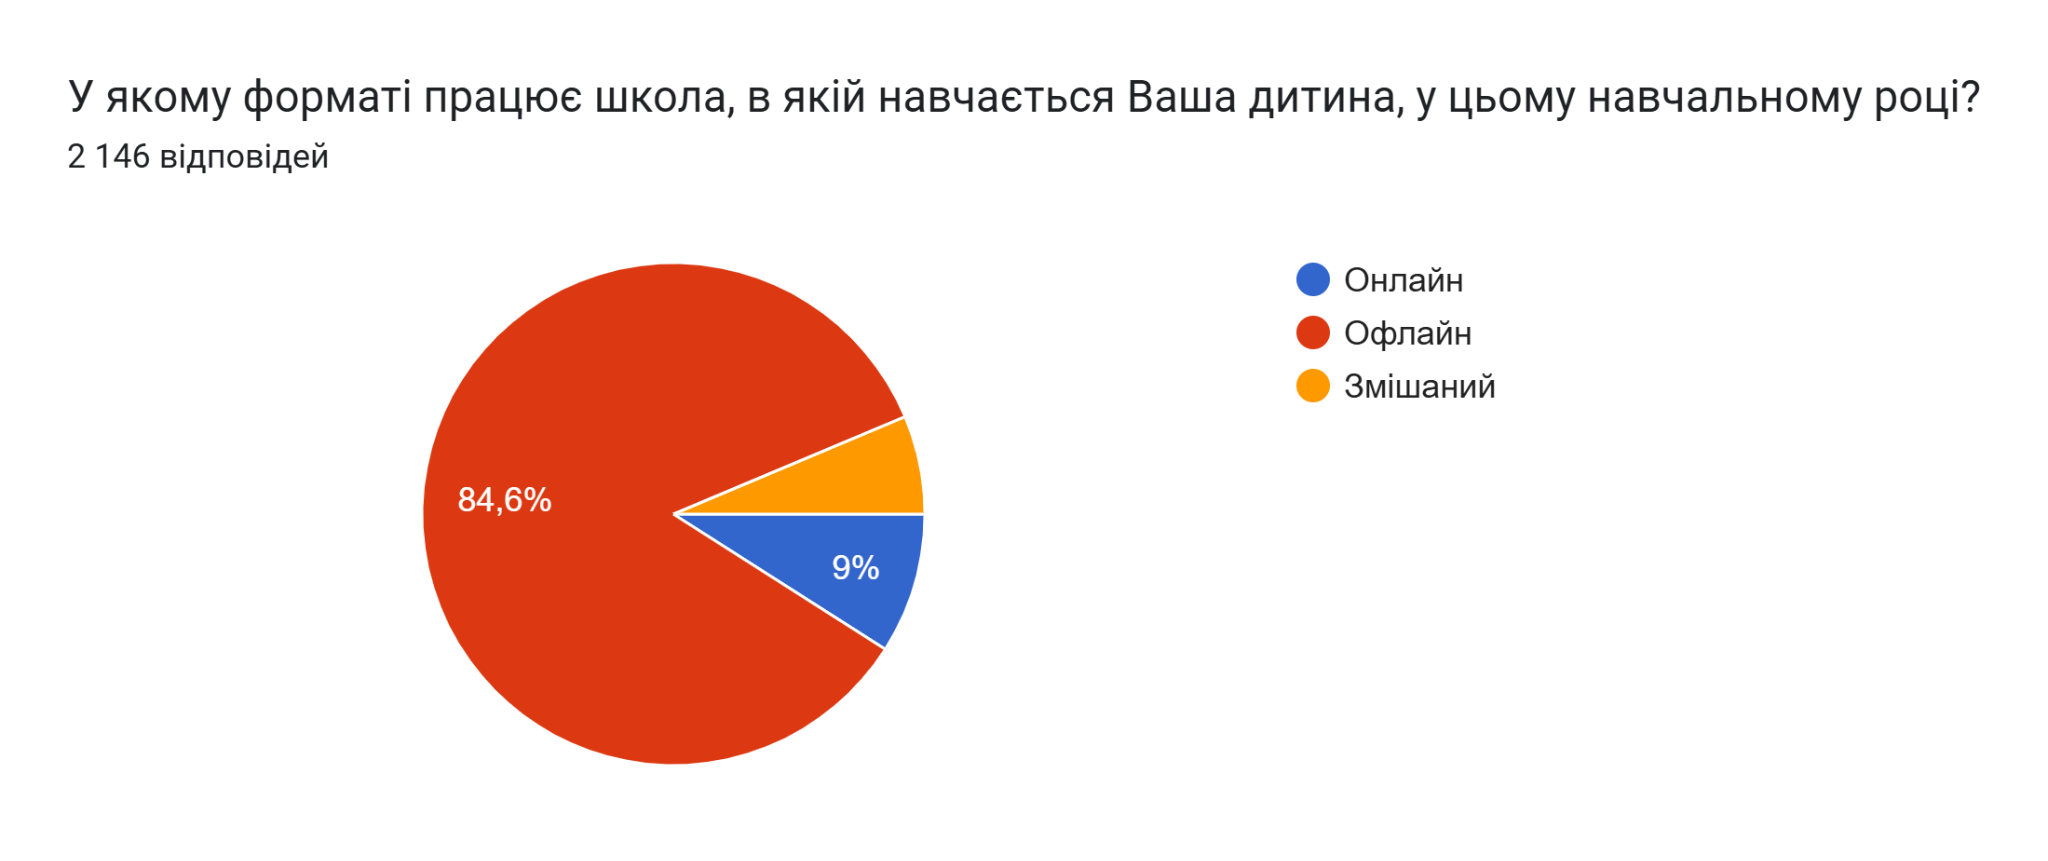 У якому форматі працює школа, в якій навчається Ваша дитина, у цьому навчальному році?
2 146 відповідей
Онлайн
Офлайн
Змішаний
84,6%
9%